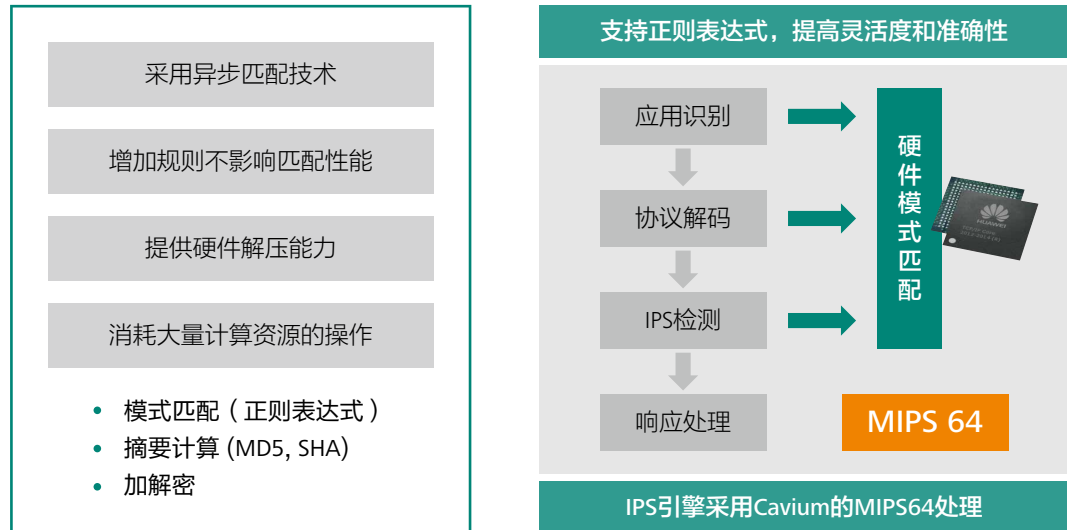 采用异步匹配技术
增加规则不影响匹配性能
提供硬件解压能力
消耗大量计算资源的操作
• 模式匹配（正则表达式）
• 摘要计算 (MD5, SHA)
• 加解密
支持正则表达式，提高灵活度和准确性
应用识别
协议解码
IPS检测
响应处理
硬件模式匹配
HUAWEI
MIPS 64
IPS引擎采用Cavium的MIPS64处理